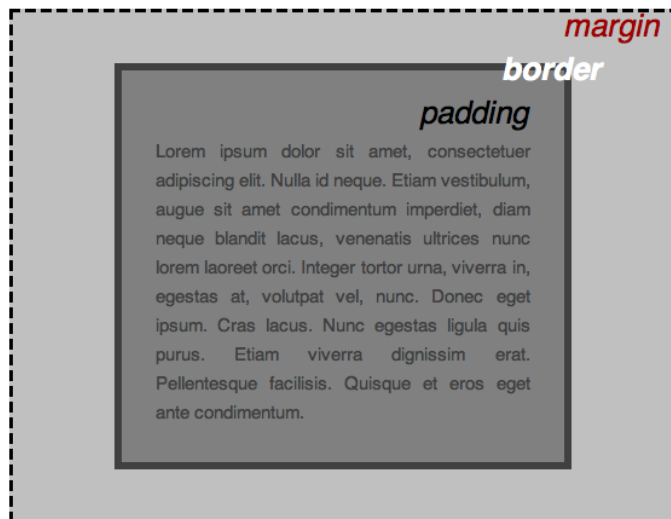 margin
border
padding
Lorem ipsum dolor sit amet, consectetuer
adipiscing elit. Nulla id neque. Etiam vestibulum,
augue sit amet condimentum imperdiet, diam
neque blandit lacus, venenatis ultrices nunc
lorem laoreet orci. Integer tortor urna, viverra in,
egestas at, volutpat vel, nunc. Donec eget
ipsum. Cras lacus. Nunc egestas ligula quis
purus. Etiam viverra dignissim erat.
Pellentesque facilisis. Quisque et eros eget
ante condimentum.